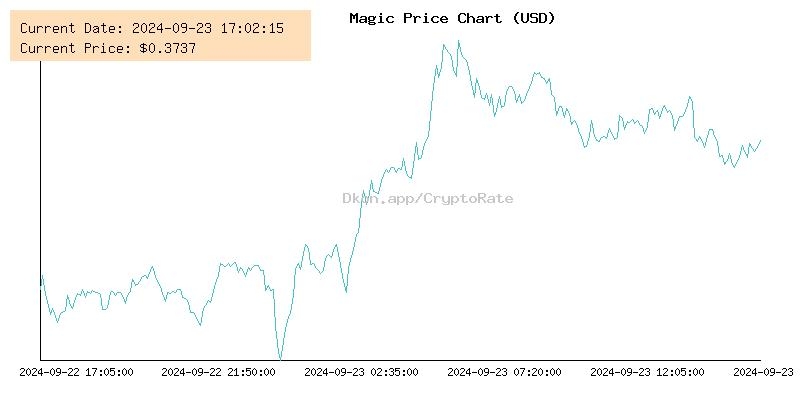 Magic Price Chart (USD)
Current Date: 2024-09-23 17:02:15
Current Price: $0.3737
Dkon.app/CryptoRate
2024-09-22 17:05:00 2024-09-22 21:50:00 2024-09-23 02:35:00 2024-09-23 07:20:00 2024-09-23 12:05:00 2024-09-23